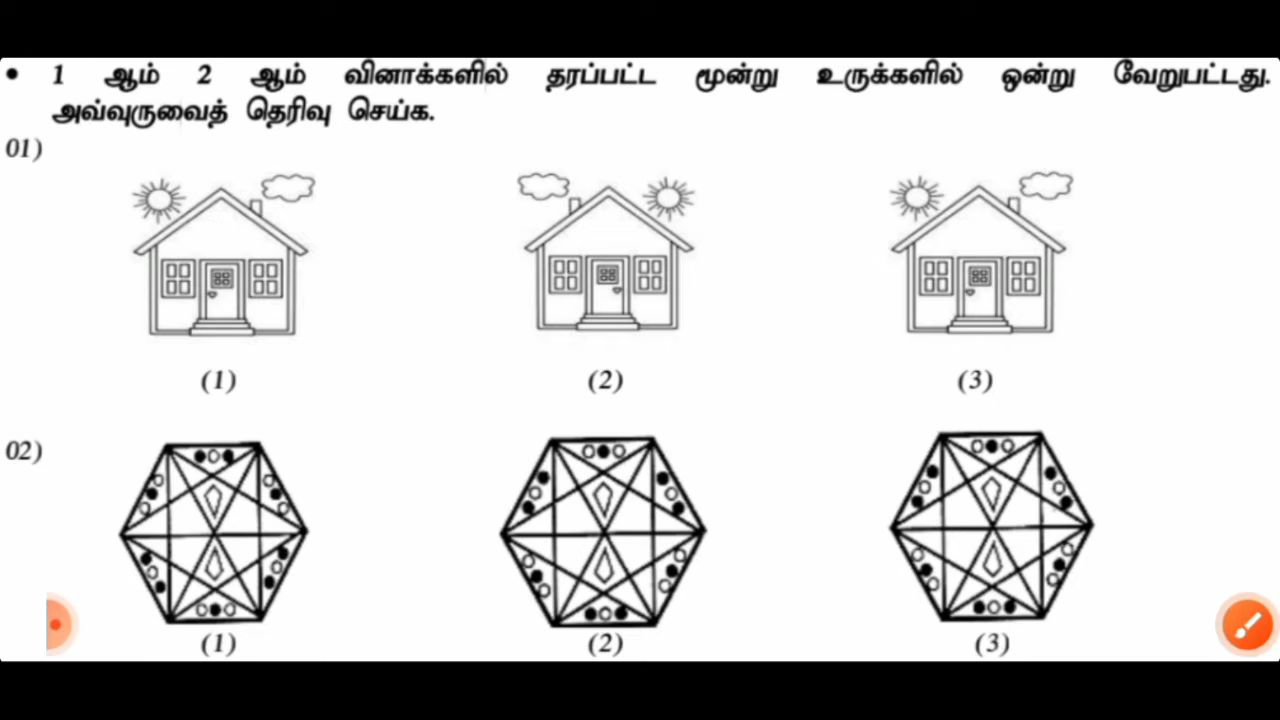 • 1 ஆம் 2 ஆம் வினாக்களில் தரப்பட்ட மூன்று உருக்களில் ஒன்று வேறுபட்டது.
அவ்வுருவைத் தெரிவு செய்க.
01)
(1) (2) (3)
02)
(1) (2) (3)